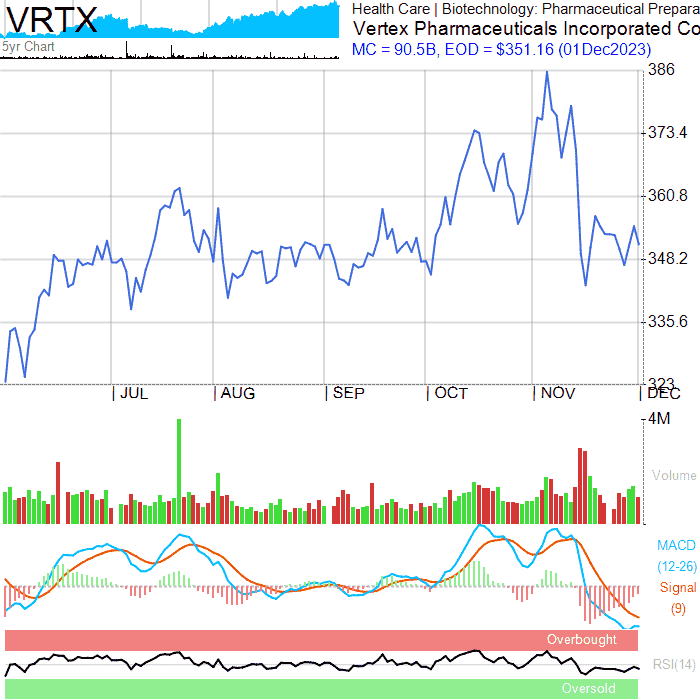 VRTX
5yr Chart
Health Care | Biotechnology: Pharmaceutical Prepara
Vertex Pharmaceuticals Incorporated Co
MC = 90.5B, EOD = $351.16 (01Dec2023)
386
373.4
360.8
348.2
335.6
323
JUL AUG SEP OCT NOV DEC
4M
Volume
MACD
(12-26)
Signal
(9)
Overbought
RSI(14)
Oversold